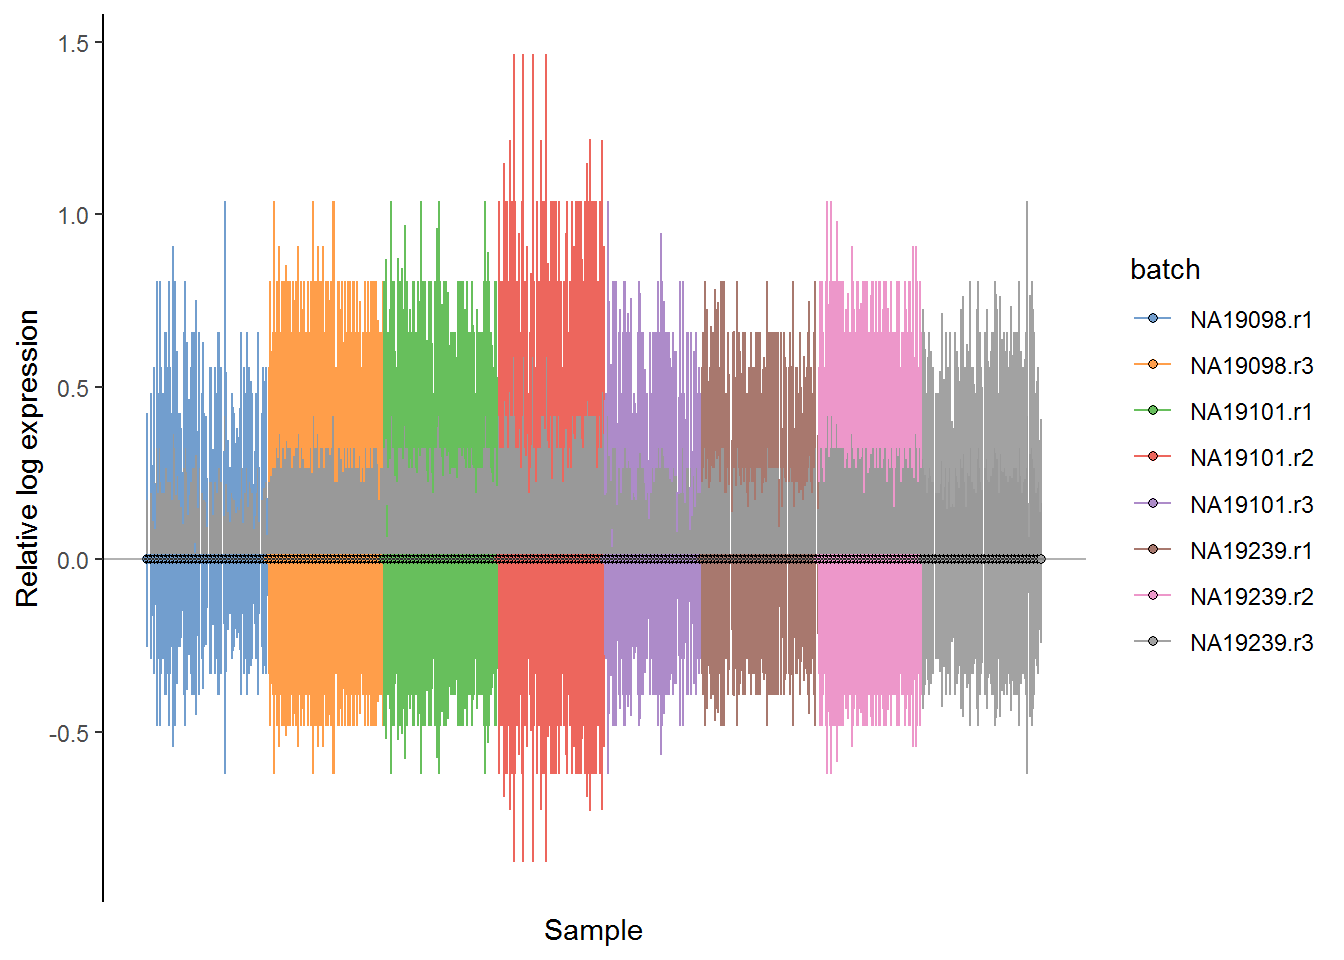 1.5
1.0
0.5
0.0
-0.5
Relative log expression
Sample
batch
NA19098.r1
NA19098.r3
NA19101.r1
NA19101.r2
NA19101.r3
NA19239.r1
NA19239.r2
NA19239.r3